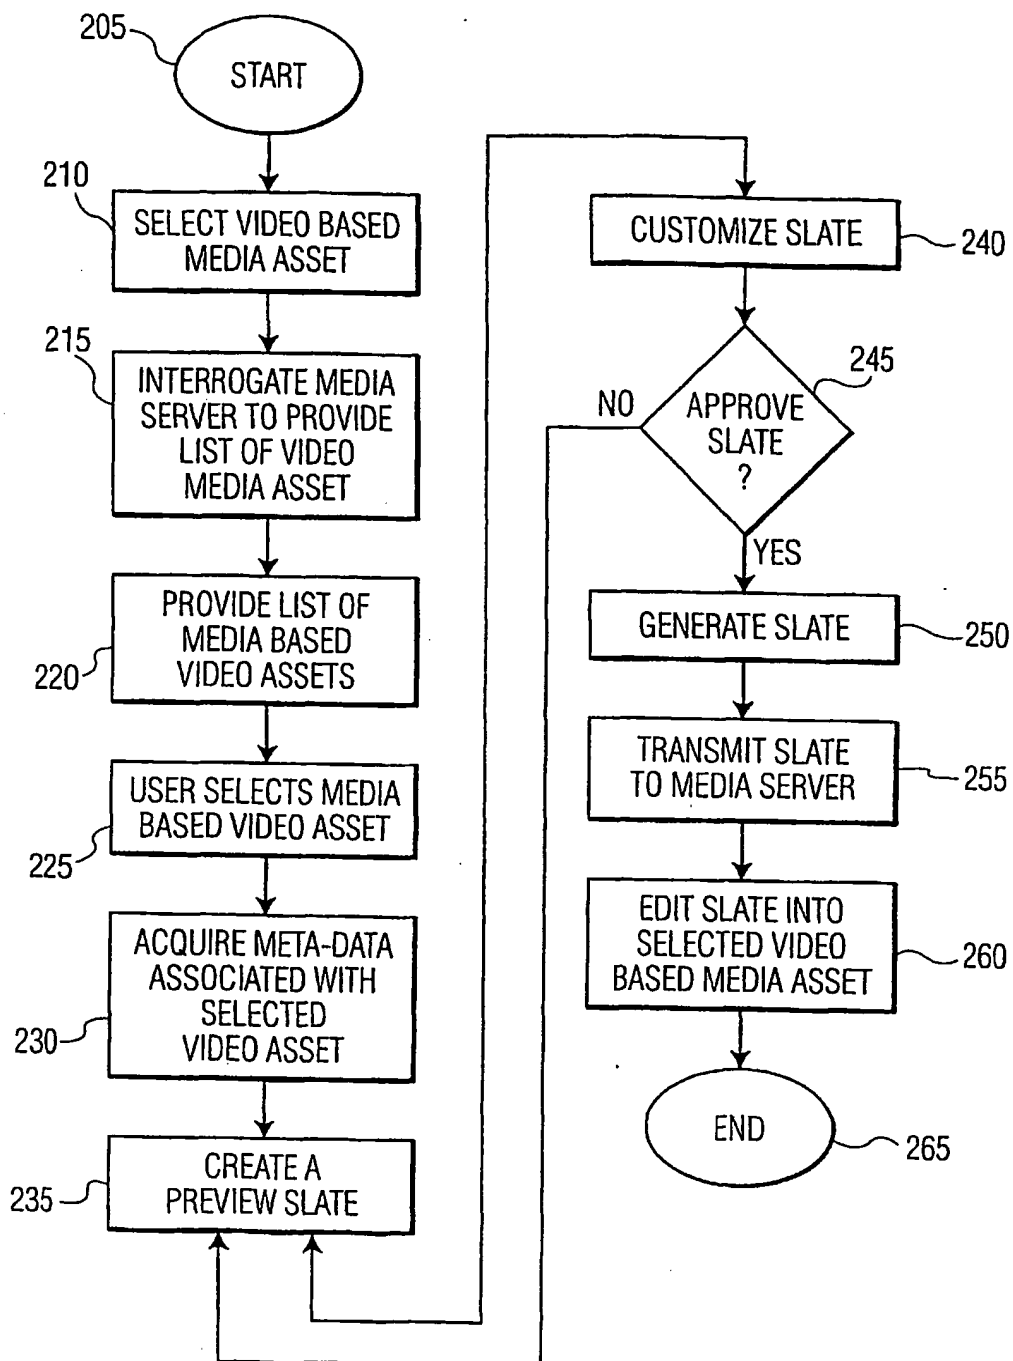 205
START
210
SELECT VIDEO BASED
MEDIA ASSET
215
INTERROGATE MEDIA
SERVER TO PROVIDE
LIST OF VIDEO
MEDIA ASSET
PROVIDE LIST OF
MEDIA BASED
VIDEO ASSETS
220
USER SELECTS MEDIA
BASED VIDEO ASSET
225
ACQUIRE META-DATA
ASSOCIATED WITH
SELECTED
VIDEO ASSET
230
CREATE A
PREVIEW SLATE
235
CUSTOMIZE SLATE
240
245
APPROVE
SLATE
?
NO
YES
GENERATE SLATE
250
TRANSMIT SLATE
TO MEDIA SERVER
255
EDIT SLATE INTO
SELECTED VIDEO
BASED MEDIA ASSET
260
END
265